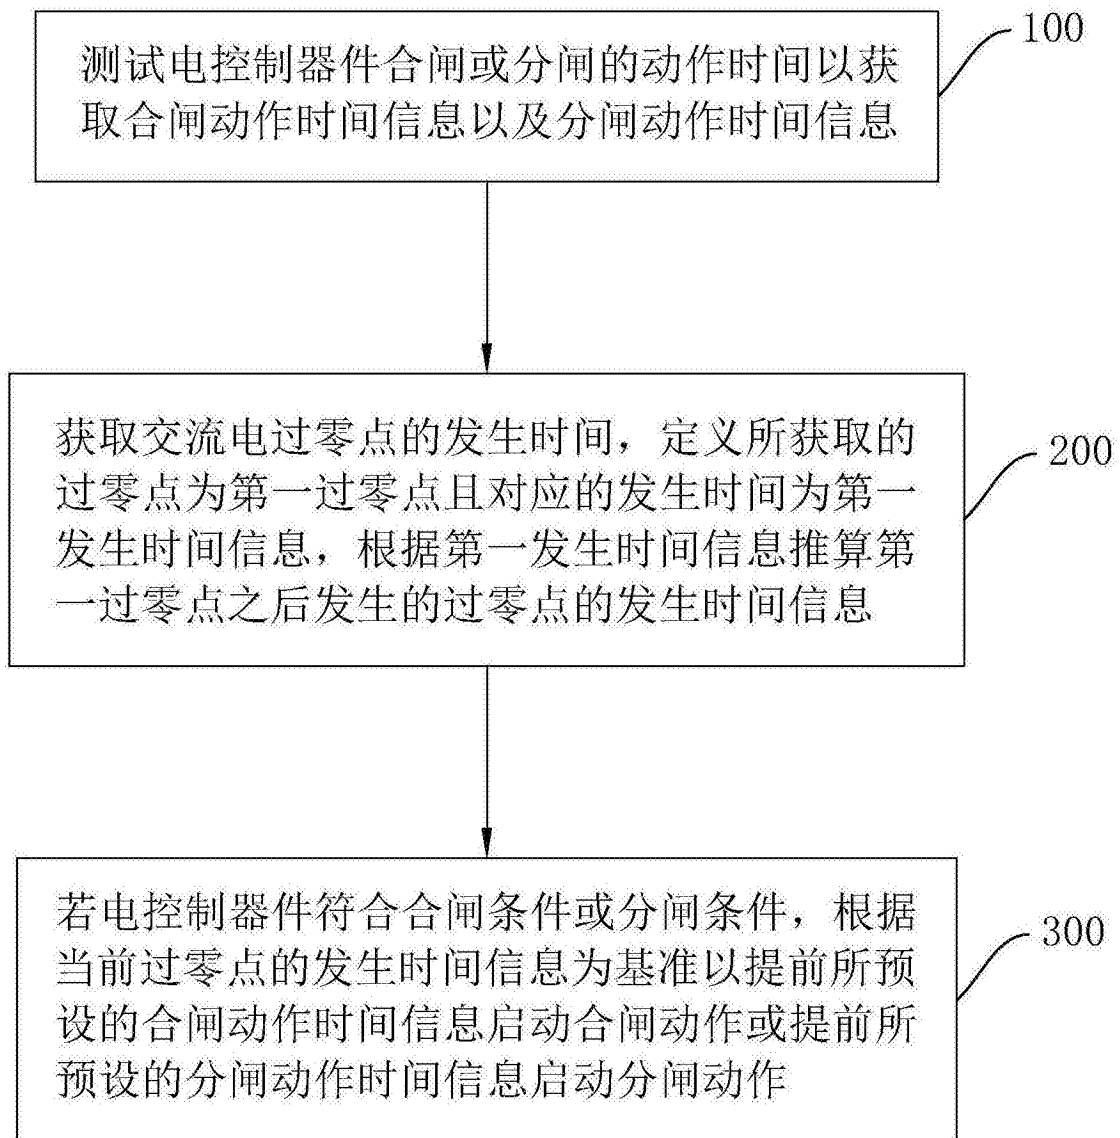 测试电控制器件合闸或分闸的动作时间以获
取合闸动作时间信息以及分闸动作时间信息
100
获取交流电过零点的发生时间，定义所获取的
过零点为第一过零点且对应的发生时间为第一
发生时间信息，根据第一发生时间信息推算第
一过零点之后发生的过零点的发生时间信息
200
若电控制器件符合合闸条件或分闸条件，根据
当前过零点的发生时间信息为基准以提前所预
设的合闸动作时间信息启动合闸动作或提前所
预设的分闸动作时间信息启动分闸动作
300